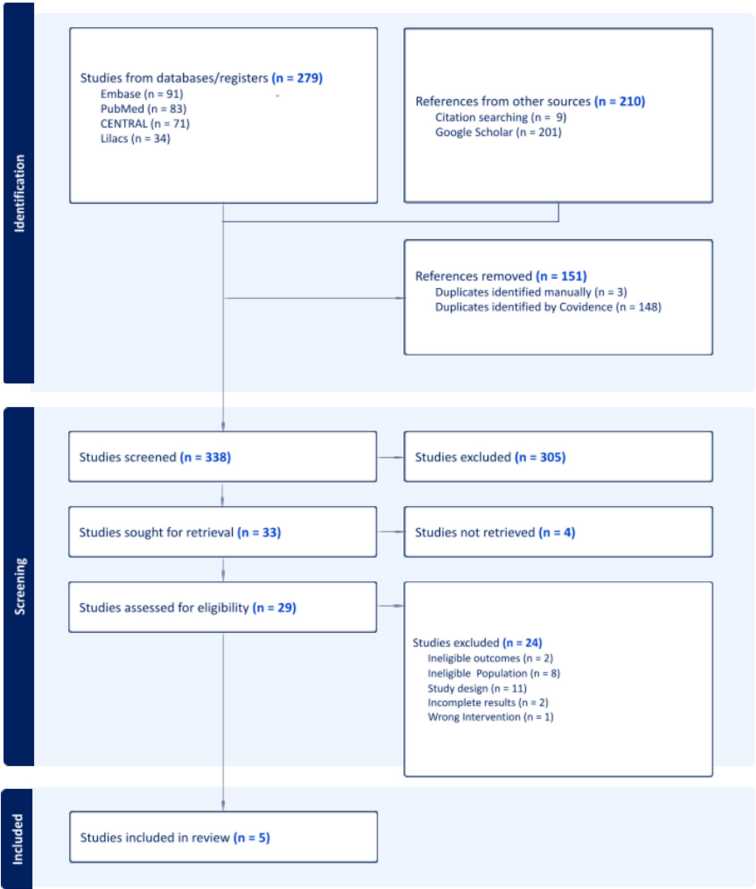 Identification
Studies from databases/registers (n = 279)
Embase (n = 91)
PubMed (n = 83)
CENTRAL (n = 71)
Lilacs (n = 34)
References from other sources (n = 210)
Citation searching (n = 9)
Google Scholar (n = 201)
References removed (n = 151)
Duplicates identified manually (n = 3)
Duplicates identified by Covidence (n = 148)
Screening
Studies screened (n = 338)
Studies excluded (n = 305)
Studies sought for retrieval (n = 33)
Studies not retrieved (n = 4)
Studies assessed for eligibility (n = 29)
Studies excluded (n = 24)
Ineligible outcomes (n = 2)
Ineligible Population (n = 8)
Study design (n = 11)
Incomplete results (n = 2)
Wrong Intervention (n = 1)
Included
Studies included in review (n = 5)